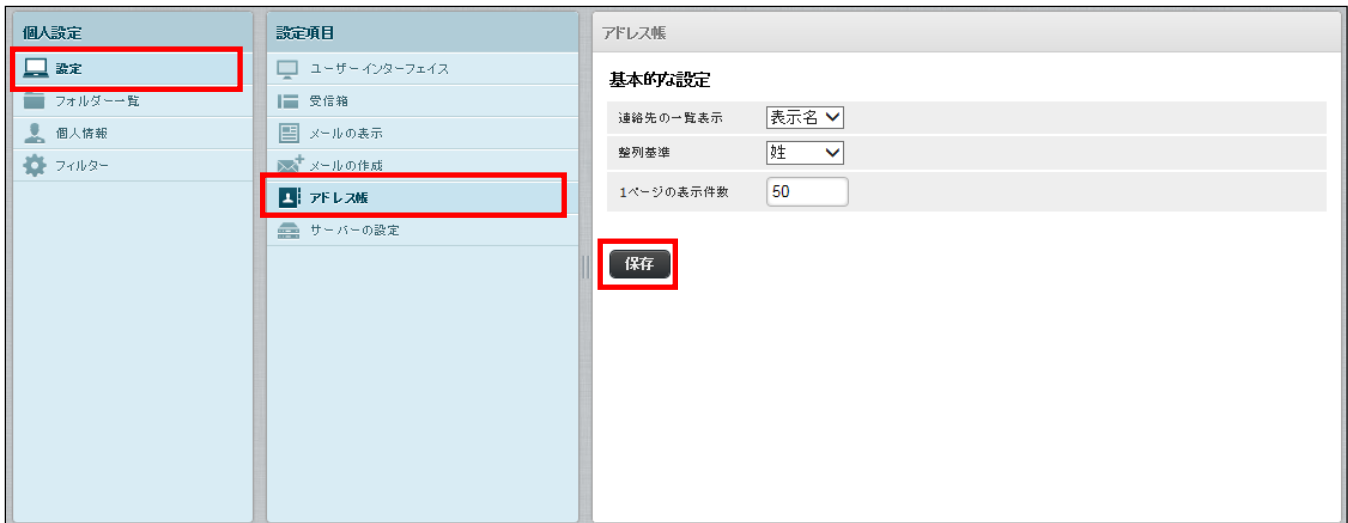 個人設定
設定
フォルダー一覧
個人情報
フィルター
設定項目
ユーザーインターフェイス
受信箱
メールの表示
メールの作成
アドレス帳
サーバーの設定
アドレス帳
基本的な設定
連絡先の一覧表示 表示名
整列基準 姓
1ページの表示件数 50
保存